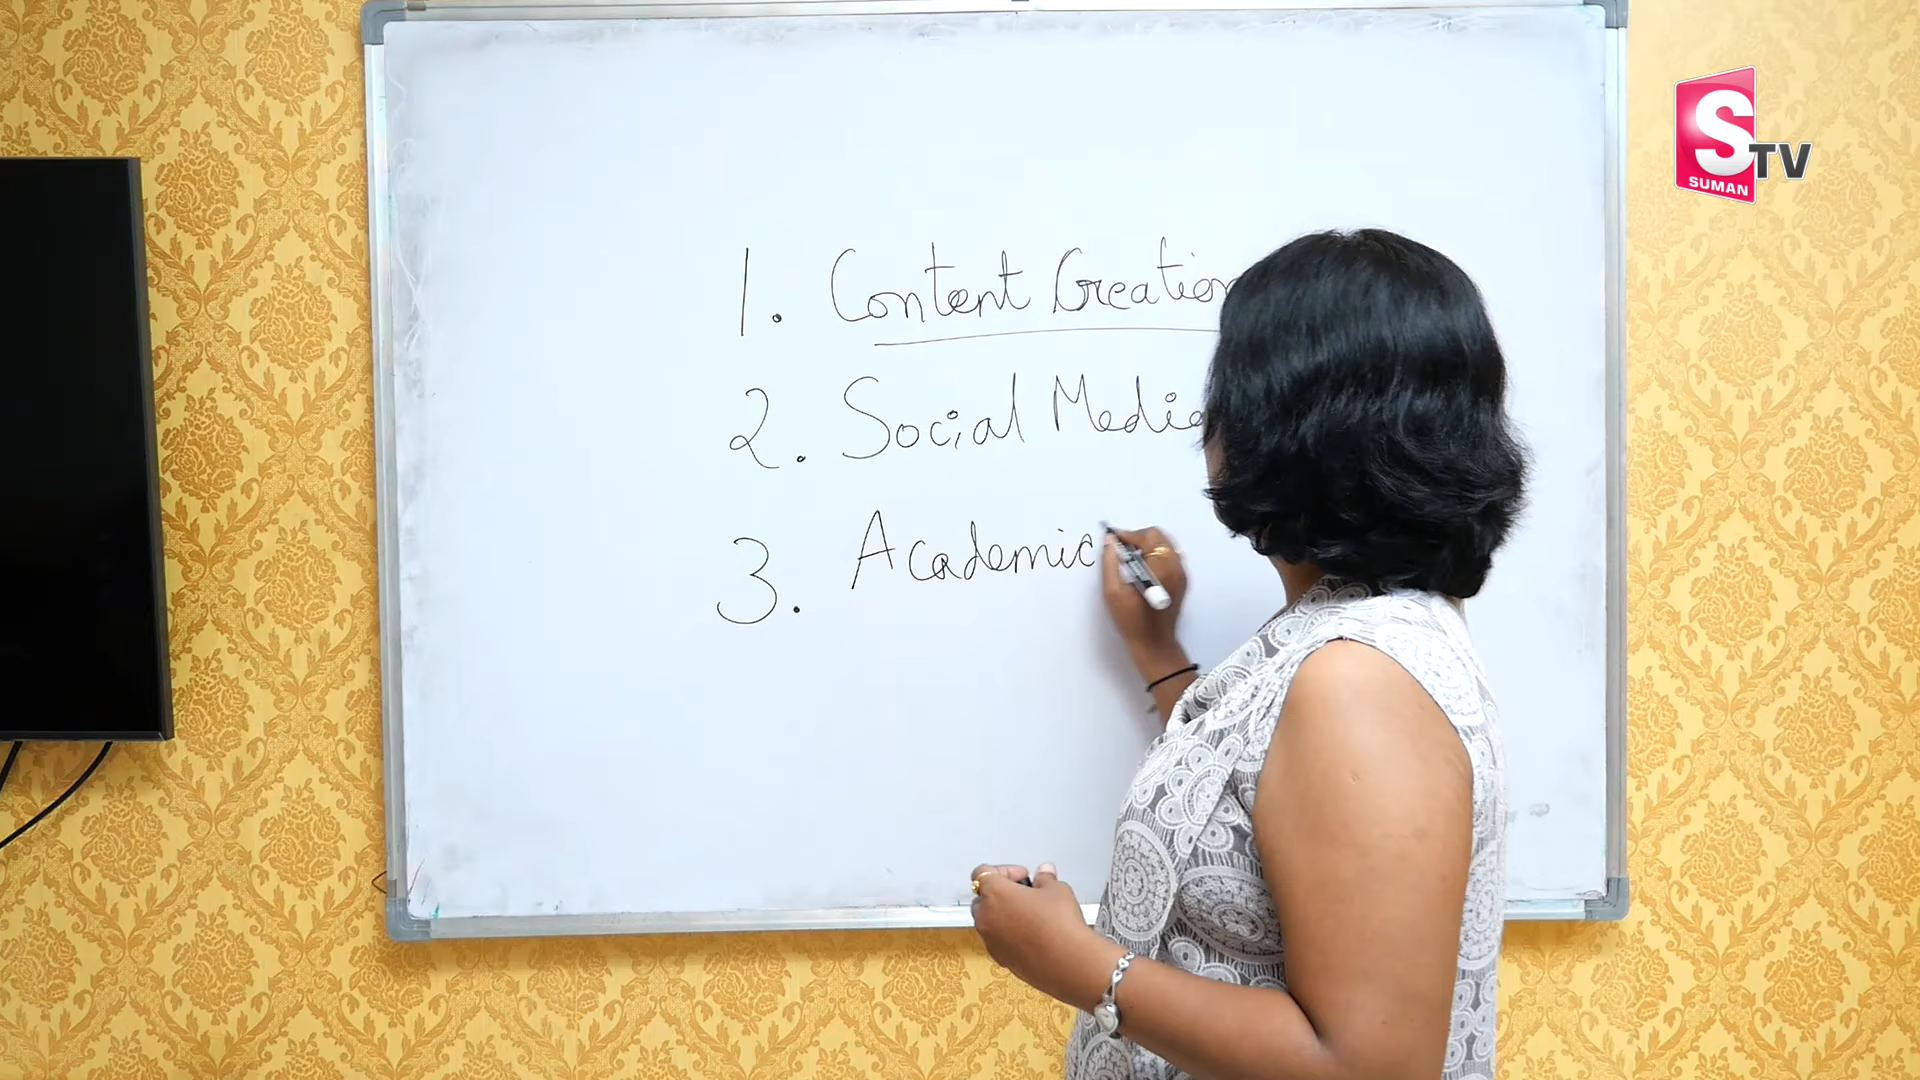 S
TV
SUMAN
1. Content Creation
2. Social Media
3. Academic